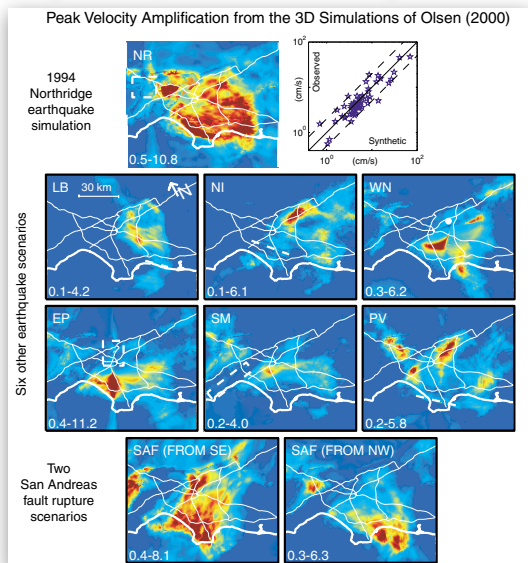 Peak Velocity Amplification from the 3D Simulations of Olsen (2000)
1994
Northridge
earthquake
simulation
NR
0.5-10.8
10²
Observed
(cm/s)
10⁰
Synthetic
10⁰
(cm/s)
10²
Six other earthquake scenarios
LB
30 km
N
0.1-4.2
NI
0.1-6.1
WN
0.3-6.2
EP
0.4-11.2
SM
0.2-4.0
PV
0.2-5.8
Two
San Andreas
fault rupture
scenarios
SAF (FROM SE)
0.4-8.1
SAF (FROM NW)
0.3-6.3